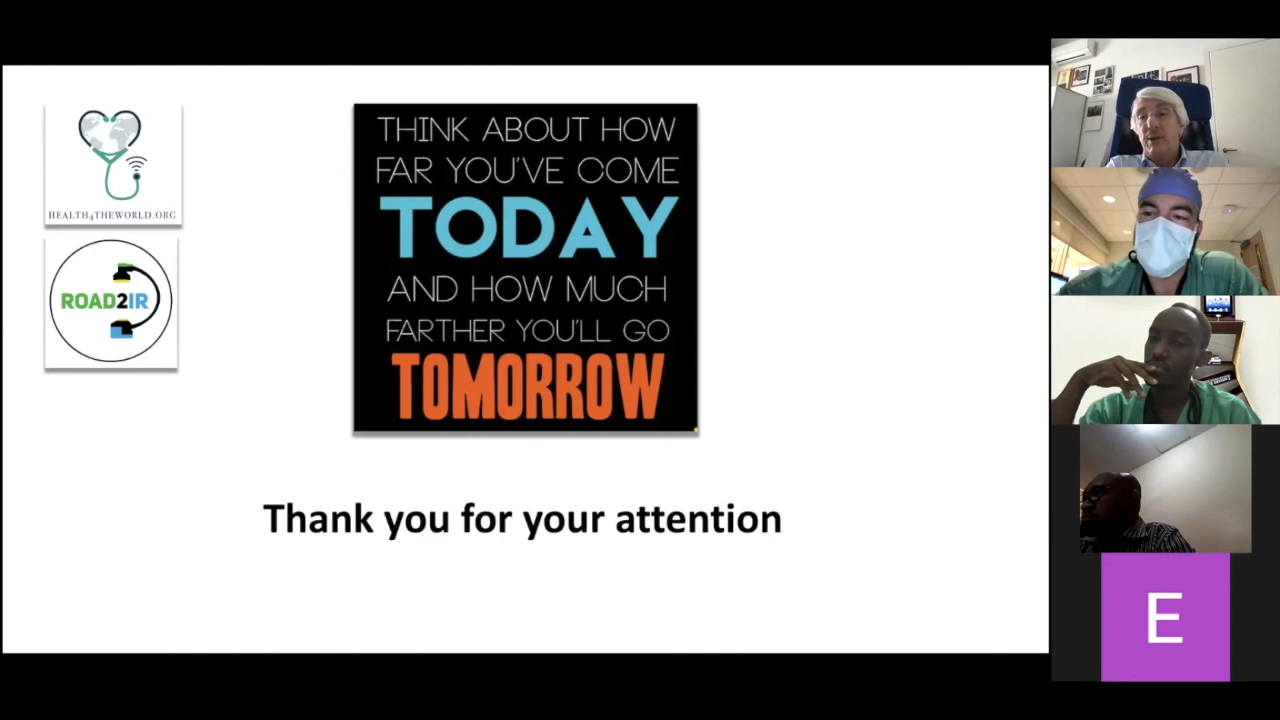 HEALTH4THEWORLD.ORG
ROAD2IR
THINK ABOUT HOW
FAR YOU'VE COME
TODAY
AND HOW MUCH
FARTHER YOU'LL GO
TOMORROW
Thank you for your attention
E